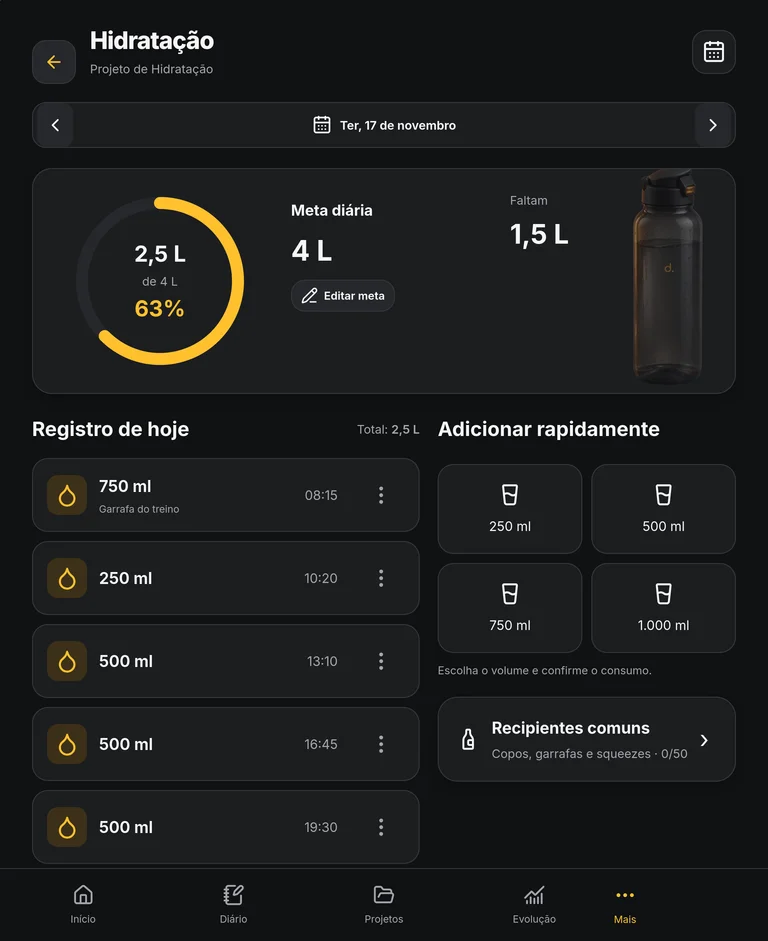 Hidratação
Projeto de Hidratação
Ter, 17 de novembro
2,5 L
de 4 L
63%
Meta diária
4 L
Editar meta
Faltam
1,5 L
d.
Registro de hoje
Total: 2,5 L
750 ml
Garrafa do treino
08:15
250 ml
10:20
500 ml
13:10
500 ml
16:45
500 ml
19:30
Adicionar rapidamente
250 ml
500 ml
750 ml
1.000 ml
Escolha o volume e confirme o consumo.
Recipientes comuns
Copos, garrafas e squeezes · 0/50
Início
Diário
Projetos
Evolução
Mais